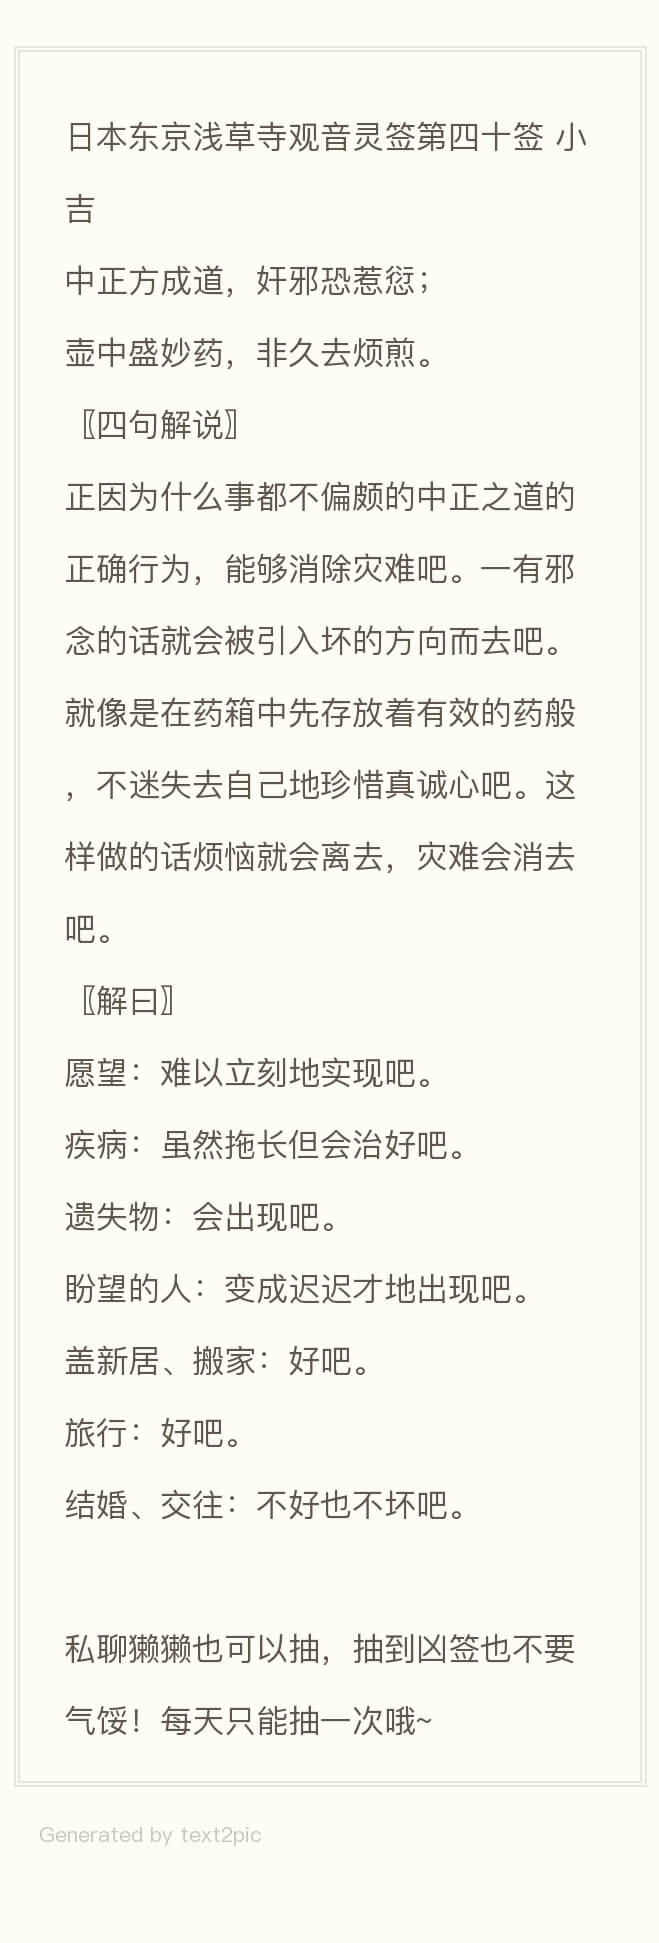 日本东京浅草寺观音灵签第四十签 小
吉
中正方成道，奸邪恐惹愆；
壶中盛妙药，非久去烦煎。
〖四句解说〗
正因为什么事都不偏颇的中正之道的
正确行为，能够消除灾难吧。一有邪
念的话就会被引入坏的方向而去吧。
就像是在药箱中先存放着有效的药般
，不迷失去自己地珍惜真诚心吧。这
样做的话烦恼就会离去，灾难会消去
吧。
〖解曰〗
愿望：难以立刻地实现吧。
疾病：虽然拖长但会治好吧。
遗失物：会出现吧。
盼望的人：变成迟迟才地出现吧。
盖新居、搬家：好吧。
旅行：好吧。
结婚、交往：不好也不坏吧。
私聊獭獭也可以抽，抽到凶签也不要
气馁！每天只能抽一次哦~
Generated by text2pic